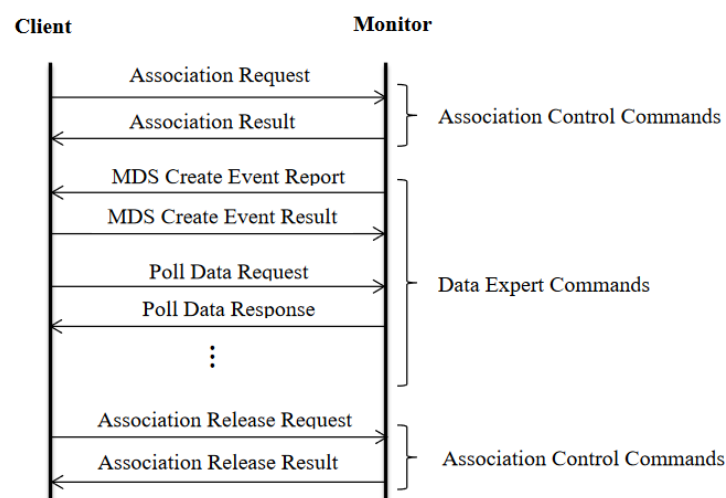 Client
Monitor
Association Request
Association Result
Association Control Commands
MDS Create Event Report
MDS Create Event Result
Poll Data Request
Data Expert Commands
Poll Data Response
Association Release Request
Association Release Result
Association Control Commands